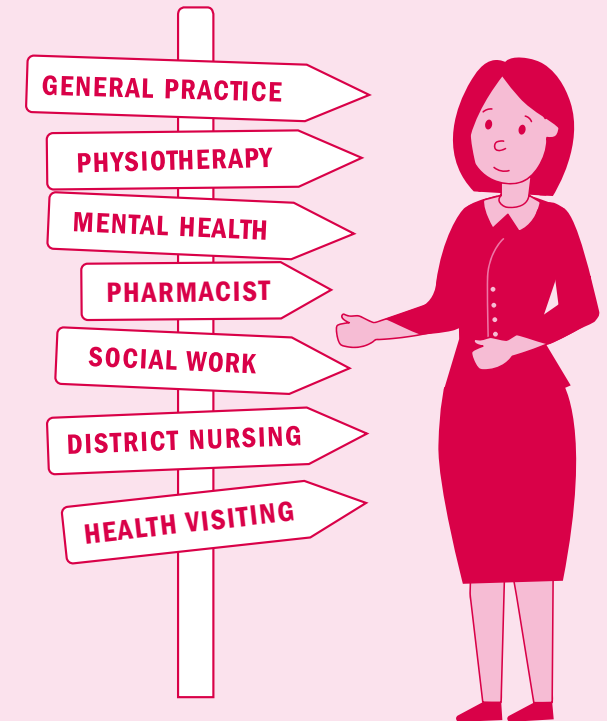 GENERAL PRACTICE
PHYSIOTHERAPY
MENTAL HEALTH
PHARMACIST
SOCIAL WORK
DISTRICT NURSING
HEALTH VISITING